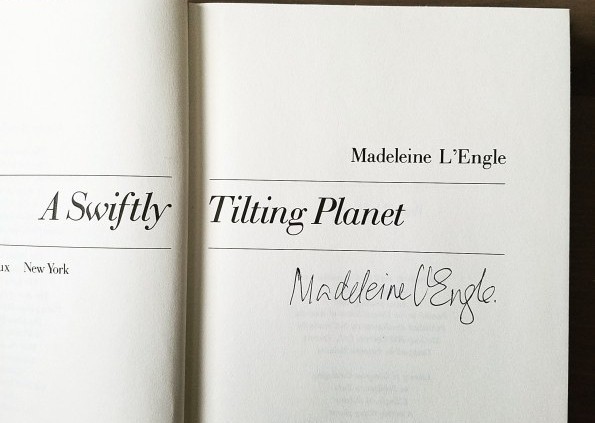 Madeleine L'Engle
A Swiftly Tilting Planet
ux New York
Madeleine L'Engle.